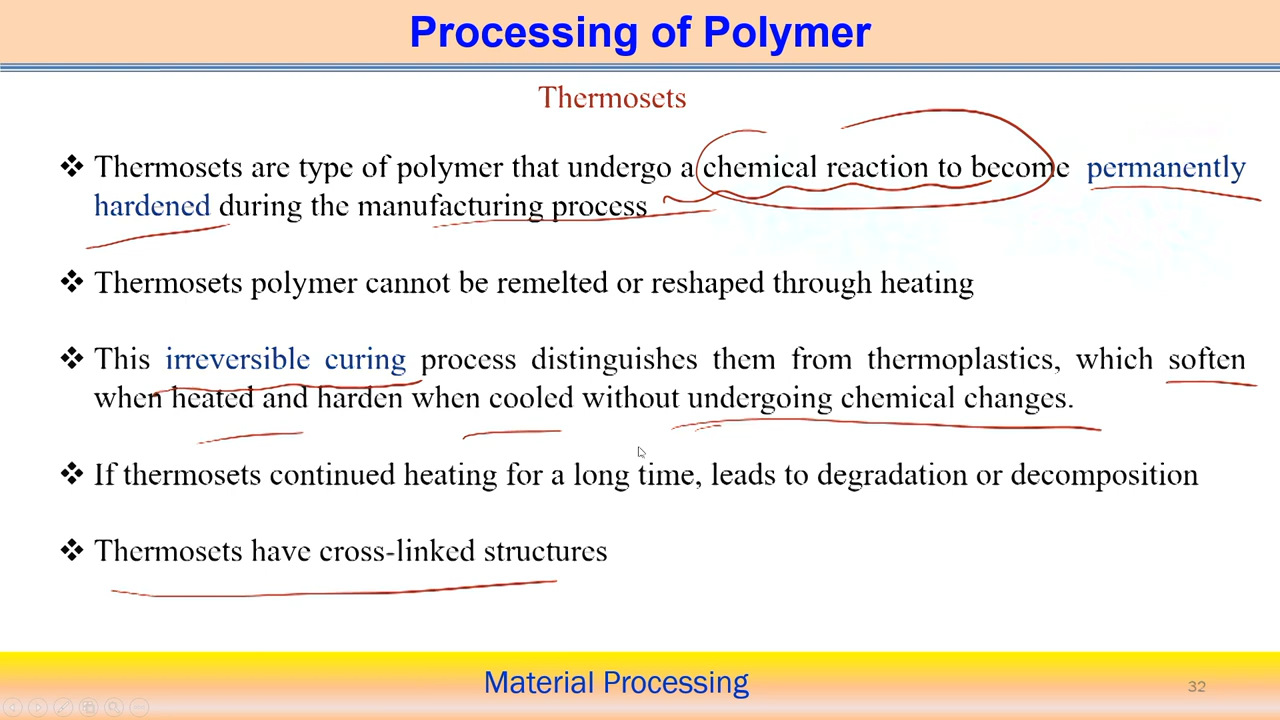 Processing of Polymer
Thermosets
❖ Thermosets are type of polymer that undergo a chemical reaction to become permanently
hardened during the manufacturing process
❖ Thermosets polymer cannot be remelted or reshaped through heating
❖ This irreversible curing process distinguishes them from thermoplastics, which soften
when heated and harden when cooled without undergoing chemical changes.
❖ If thermosets continued heating for a long time, leads to degradation or decomposition
❖ Thermosets have cross-linked structures
Material Processing
32